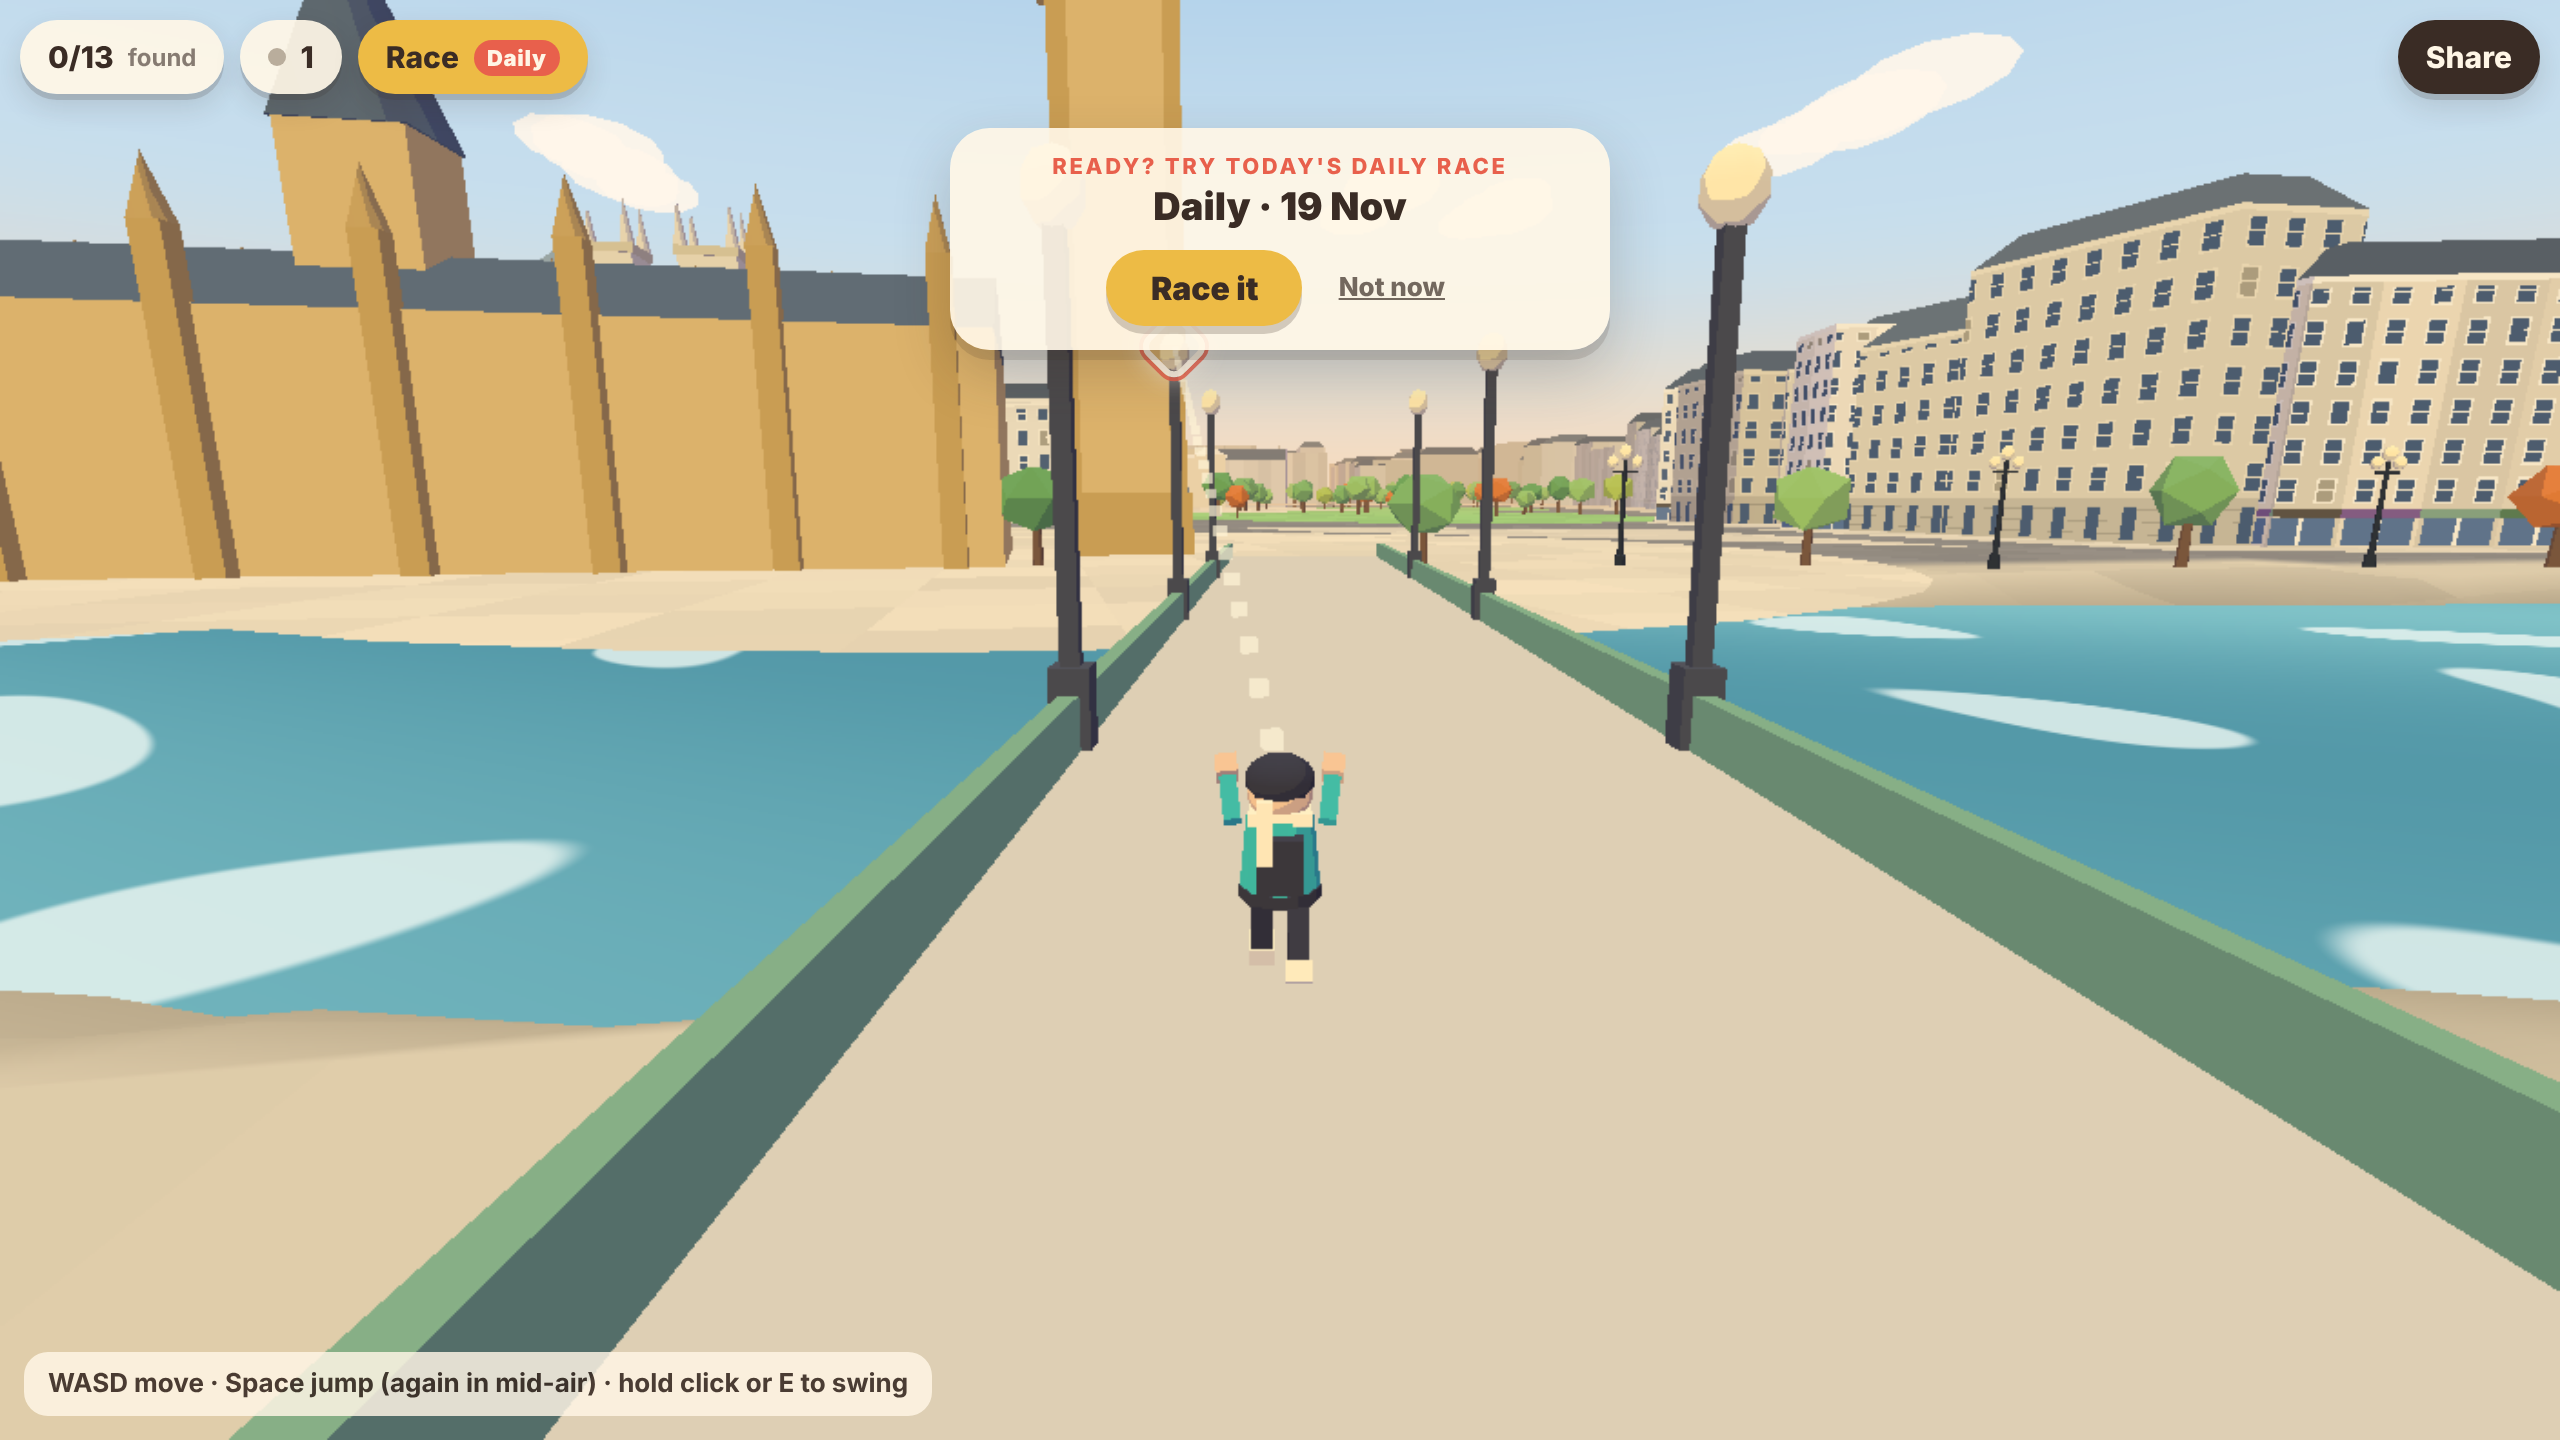 0/13 found
1
Race Daily
Share
READY? TRY TODAY'S DAILY RACE
Daily · 19 Nov
Race it Not now
WASD move · Space jump (again in mid-air) · hold click or E to swing